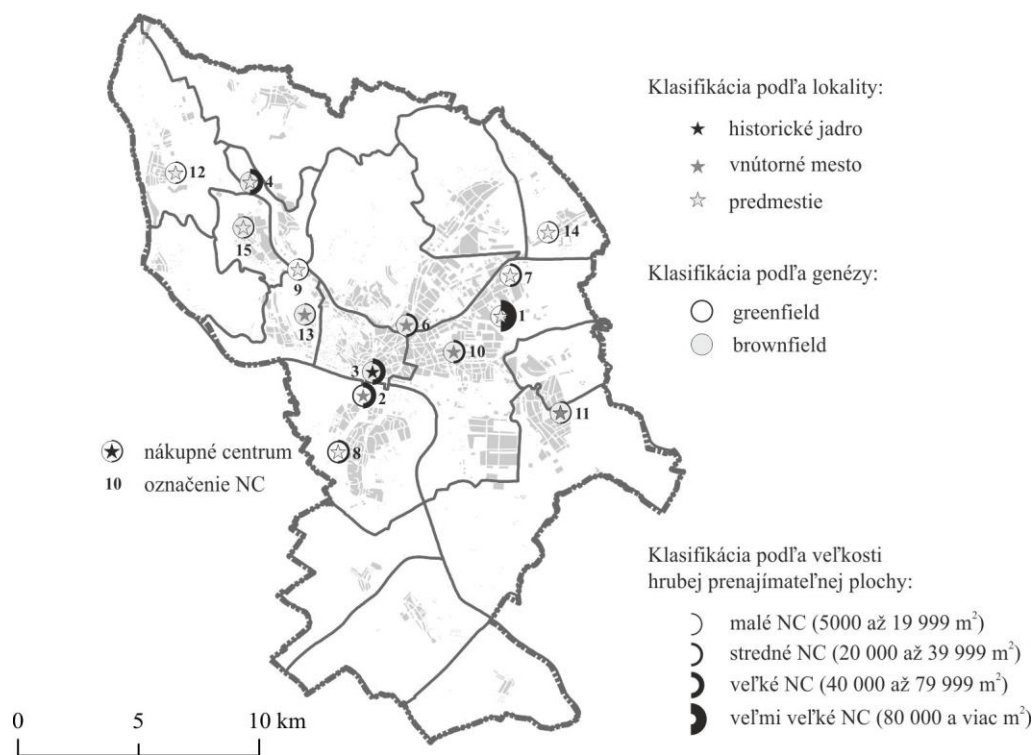 Klasifikácia podľa lokality:
historické jadro
vnútorné mesto
predmestie
Klasifikácia podľa genézy:
greenfield
brownfield
12
4
15
14
9
7
13
6
1
10
3
2
11
8
nákupné centrum
10 označenie NC
Klasifikácia podľa veľkosti
hrubej prenajímateľnej plochy:
malé NC (5000 až 19 999 m²)
stredné NC (20 000 až 39 999 m²)
veľké NC (40 000 až 79 999 m²)
veľmi veľké NC (80 000 a viac m²)
0 5 10 km